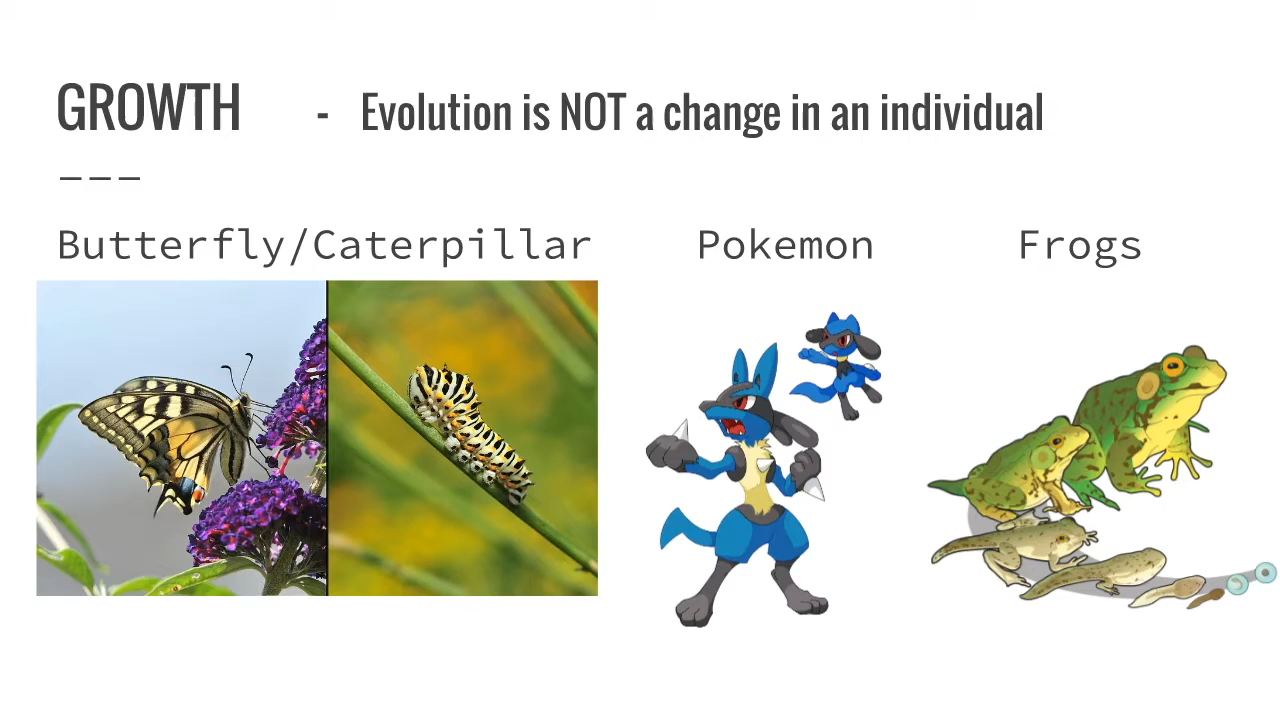 GROWTH - Evolution is NOT a change in an individual
Butterfly/Caterpillar Pokemon Frogs